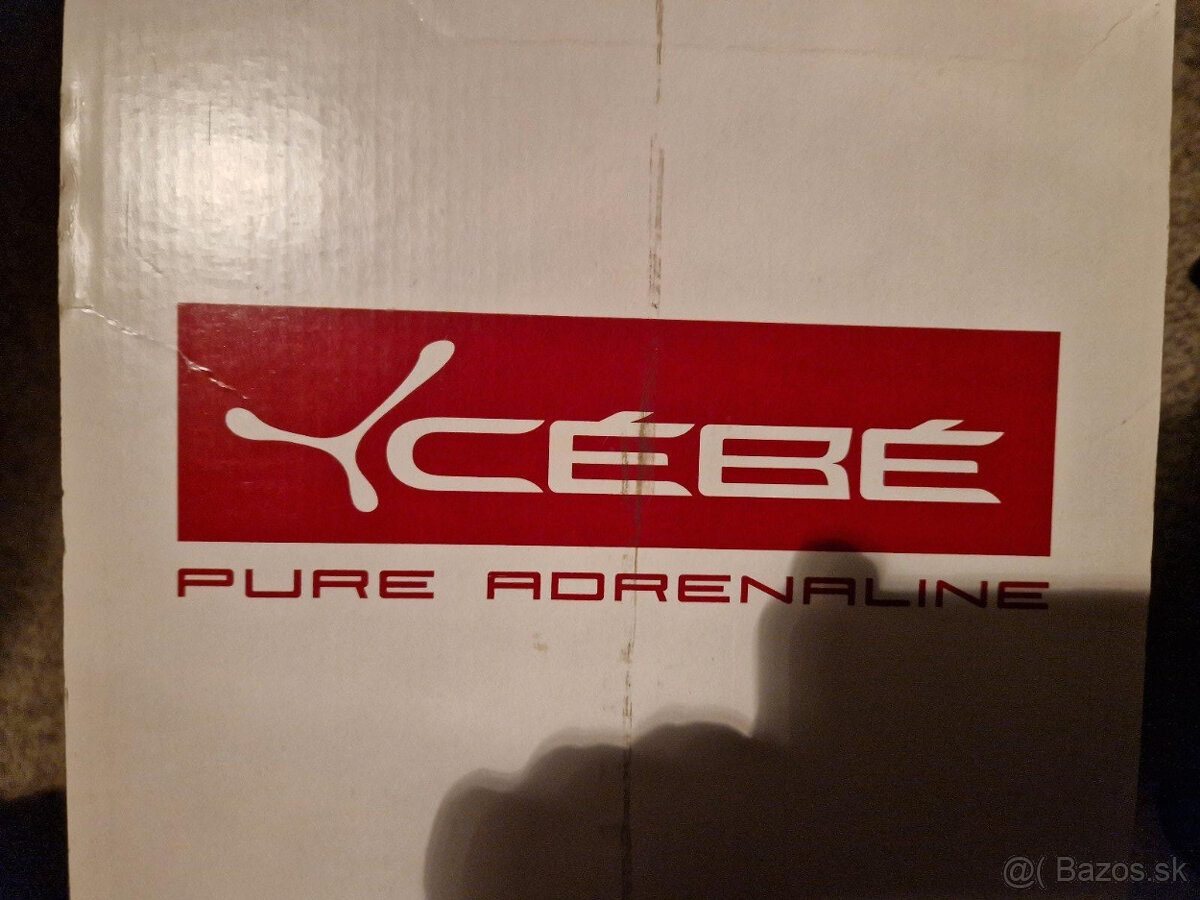 CÉBÉ
PURE ADRENALINE
@( Bazos.sk